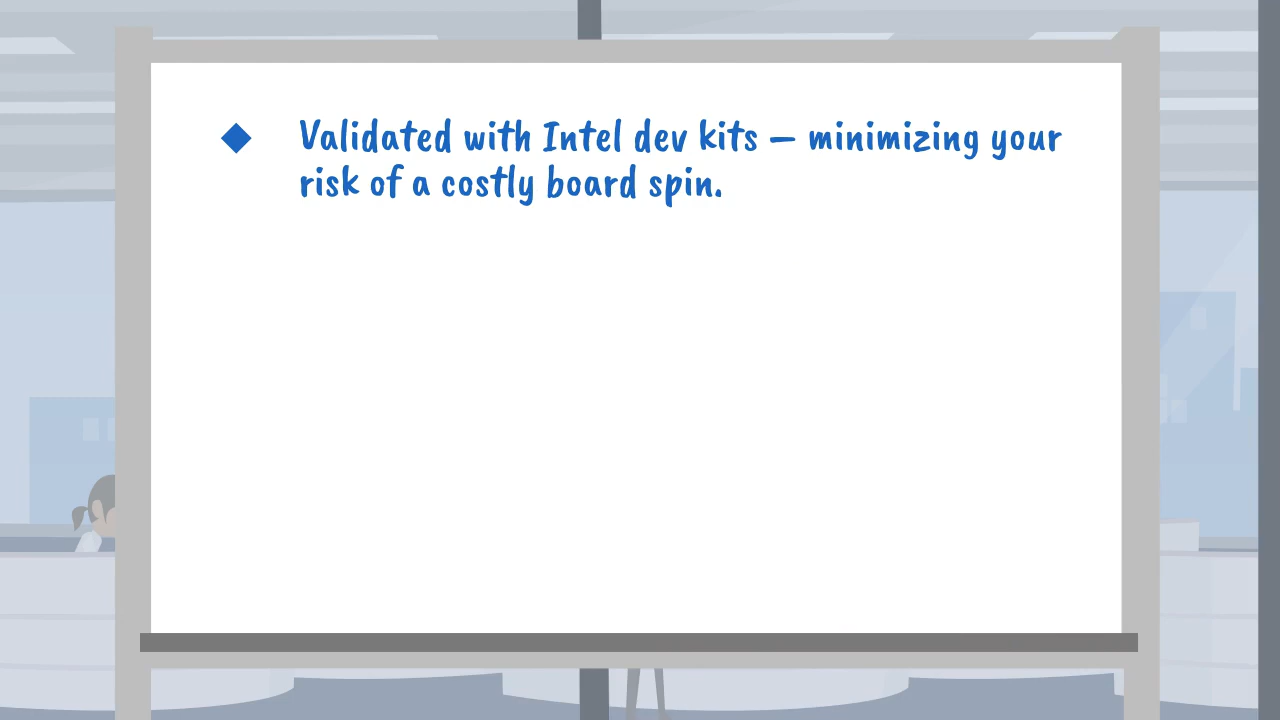 ◆ Validated with Intel dev kits – minimizing your
risk of a costly board spin.